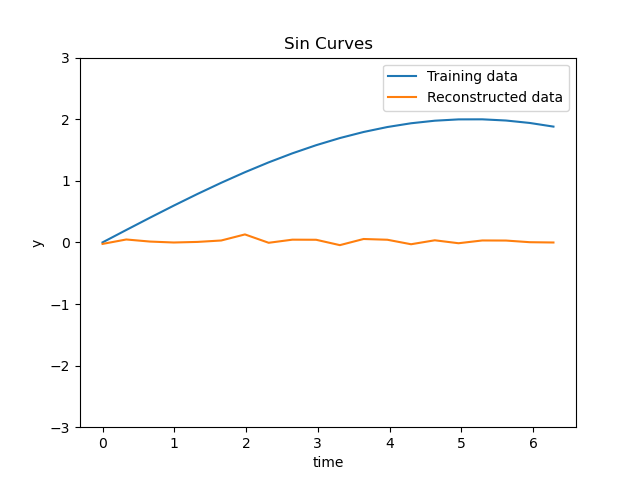 Sin Curves
Training data
Reconstructed data
3
2
1
0
−1
−2
−3
y
0 1 2 3 4 5 6
time